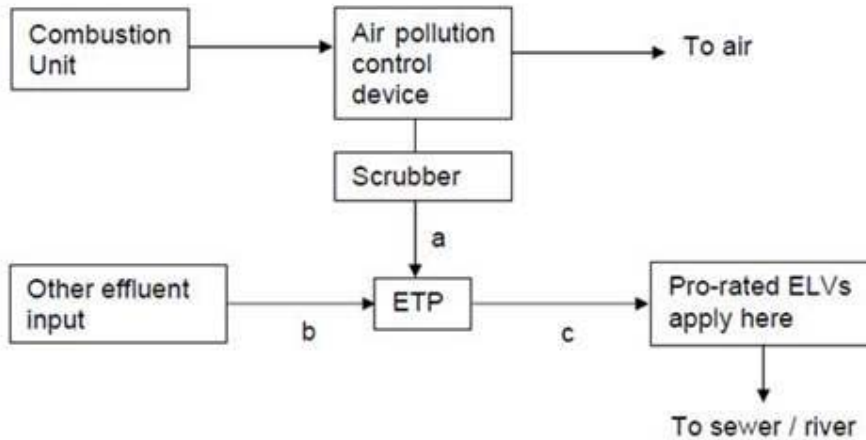 Combustion
Unit
Air pollution
control
device
To air
Scrubber
a
Other effluent
input
b
ETP
c
Pro-rated ELVs
apply here
To sewer / river